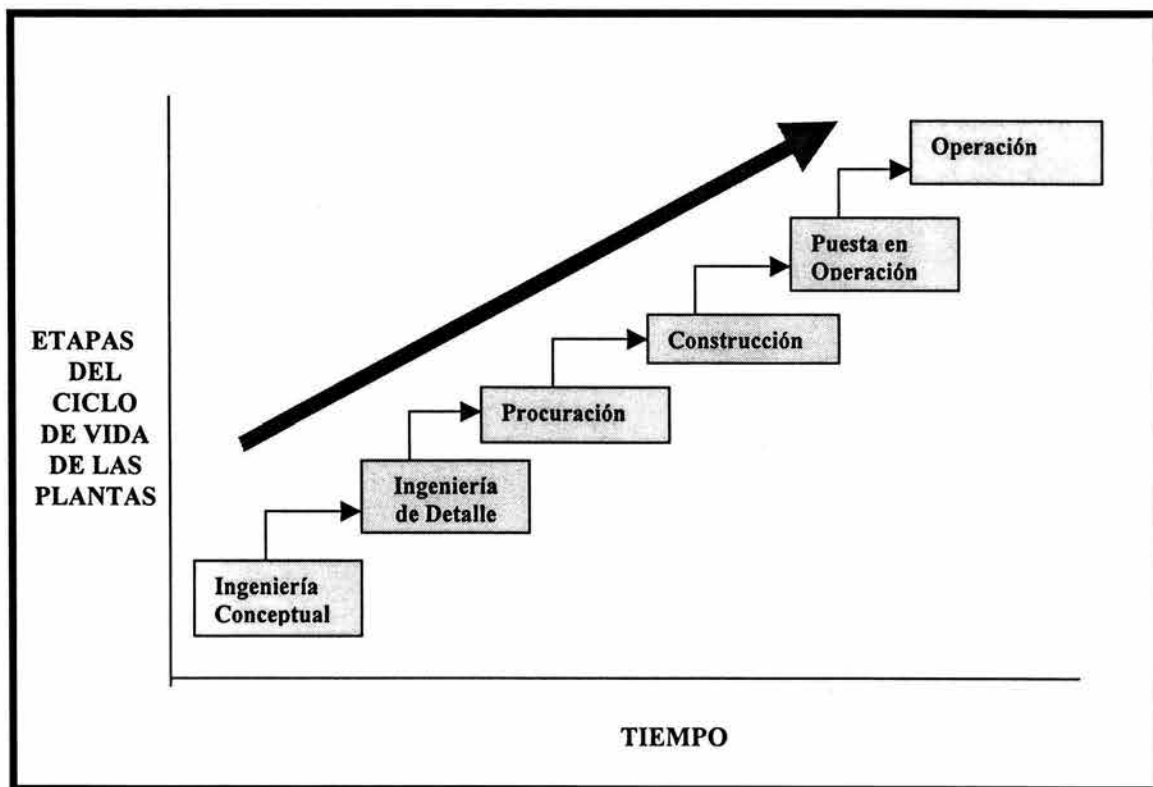 Operación
Puesta en
Operación
Construcción
Procuración
Ingeniería
de Detalle
Ingeniería
Conceptual
ETAPAS
DEL
CICLO
DE VIDA
DE LAS
PLANTAS
TIEMPO